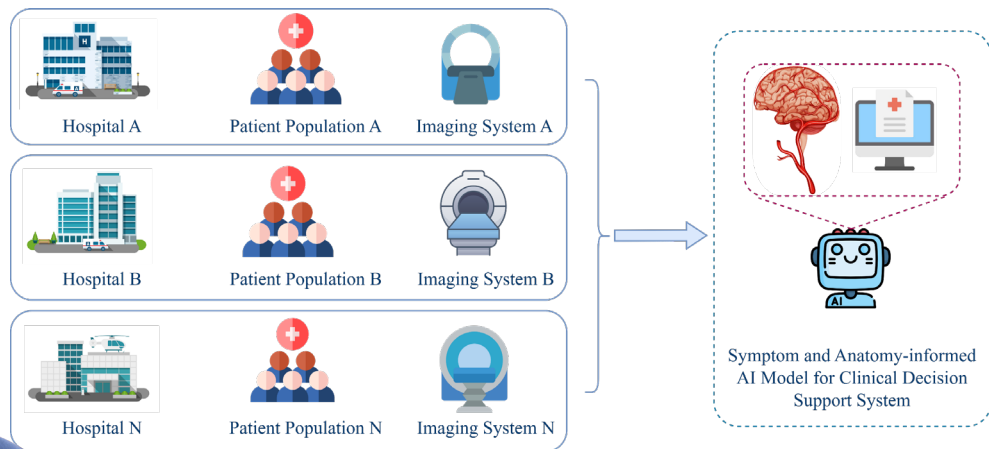 H
Hospital A
Patient Population A
Imaging System A
Hospital B
Patient Population B
Imaging System B
Hospital N
Patient Population N
Imaging System N
AI
Symptom and Anatomy-informed
AI Model for Clinical Decision
Support System